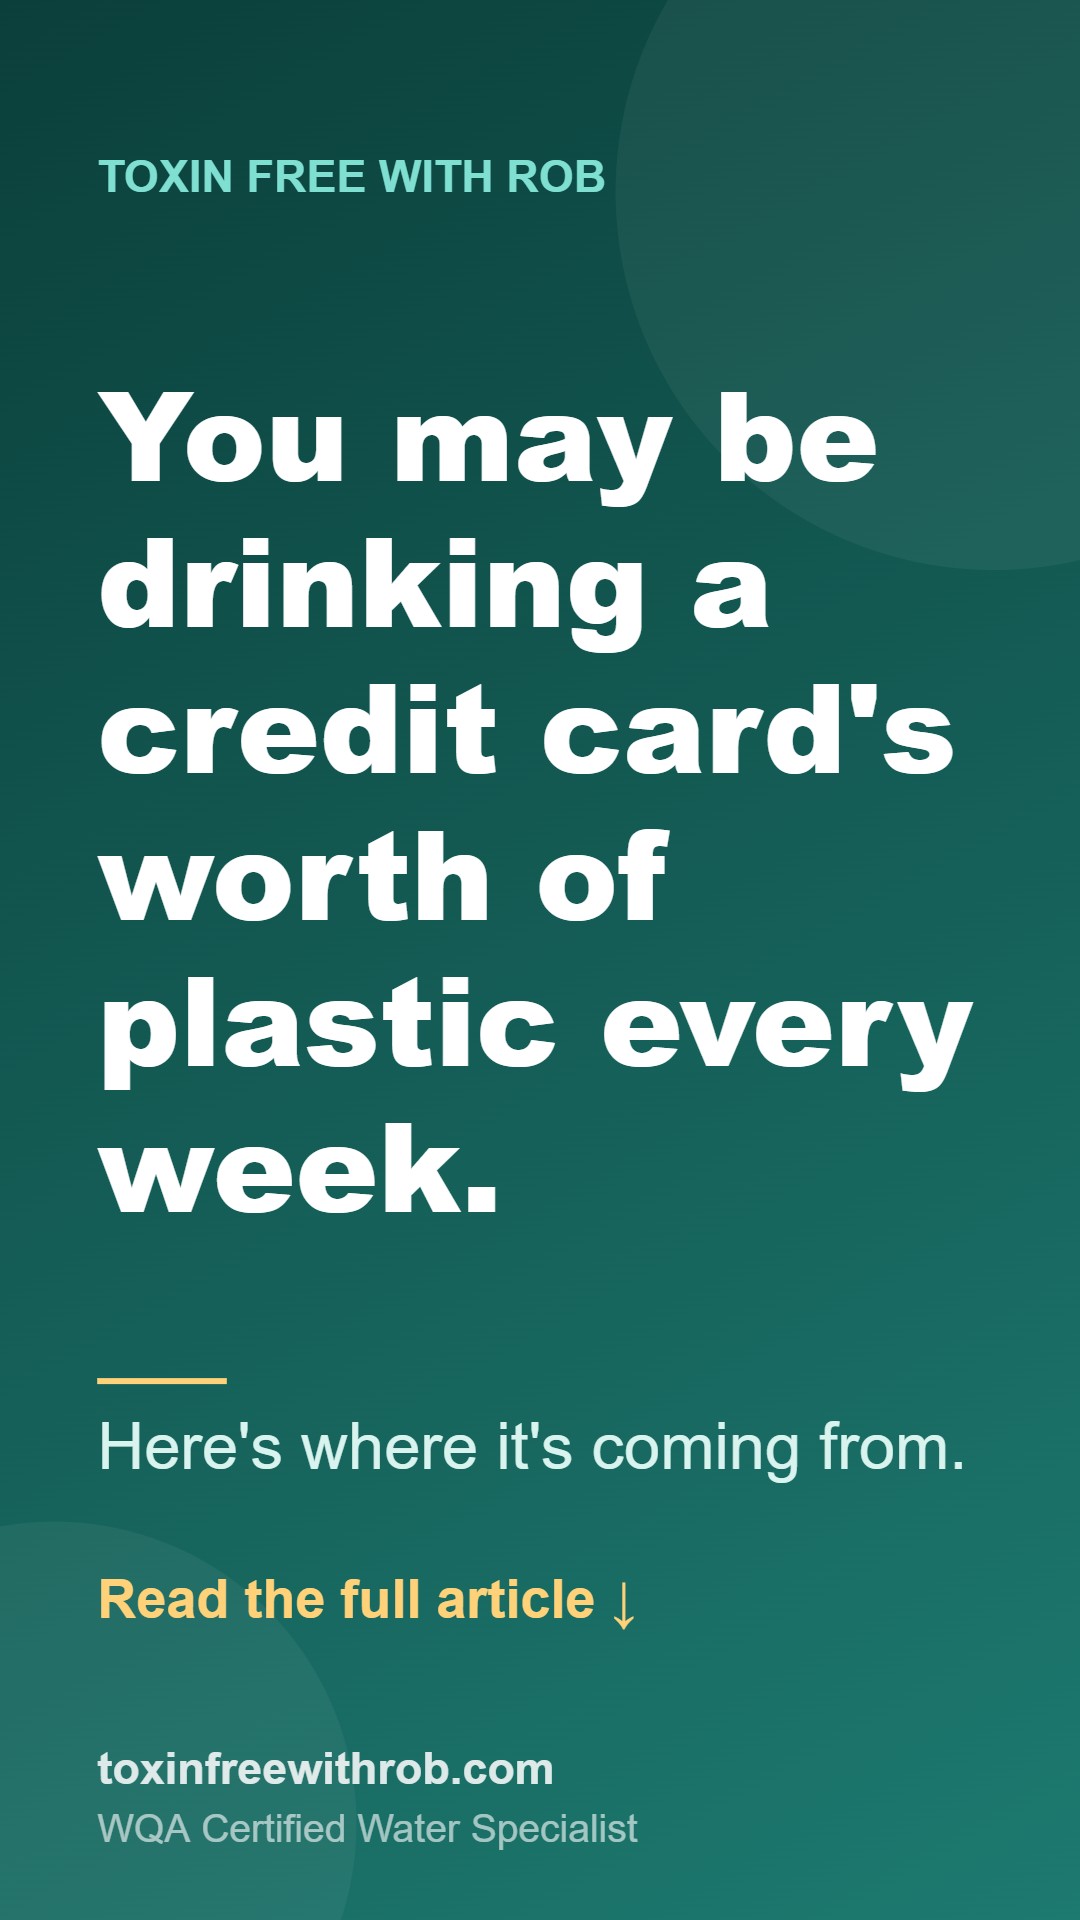 TOXIN FREE WITH ROB
You may be
drinking a
credit card's
worth of
plastic every
week.
Here's where it's coming from.
Read the full article ↓
toxinfreewithrob.com
WQA Certified Water Specialist